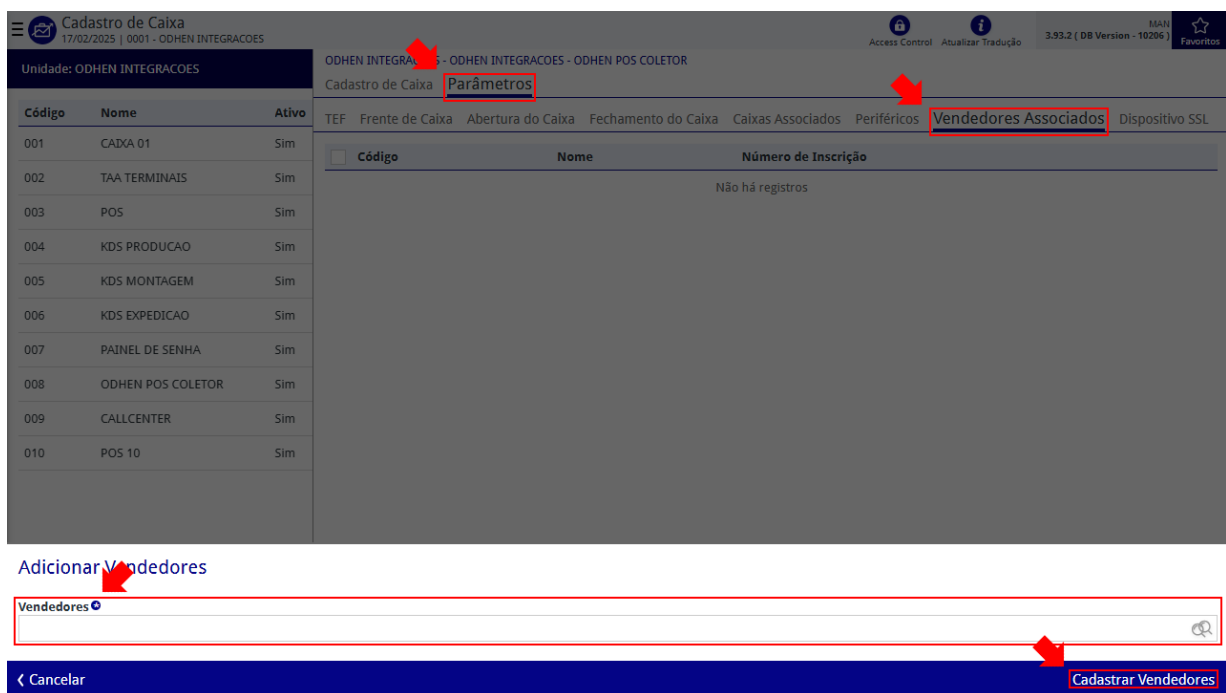 Cadastro de Caixa
17/02/2025 | 0001 - ODHEN INTEGRACOES
Access Control
Atualizar Tradução
MAN
3.93.2 ( DB Version - 10206 )
Favoritos
Unidade: ODHEN INTEGRACOES
Código Nome Ativo
001 CAIXA 01 Sim
002 TAA TERMINAIS Sim
003 POS Sim
004 KDS PRODUCAO Sim
005 KDS MONTAGEM Sim
006 KDS EXPEDICAO Sim
007 PAINEL DE SENHA Sim
008 ODHEN POS COLETOR Sim
009 CALLCENTER Sim
010 POS 10 Sim
ODHEN - ODHEN INTEGRACOES - ODHEN POS COLETOR
Cadastro de Caixa Parâmetros
TEF Frente de Caixa Abertura do Caixa Fechamento do Caixa Caixas Associados Periféricos Vendedores Associados Dispositivo SSL
Código Nome Número de Inscrição
Não há registros
Adicionar Vendedores
Vendedores
Cancelar
Cadastrar Vendedores